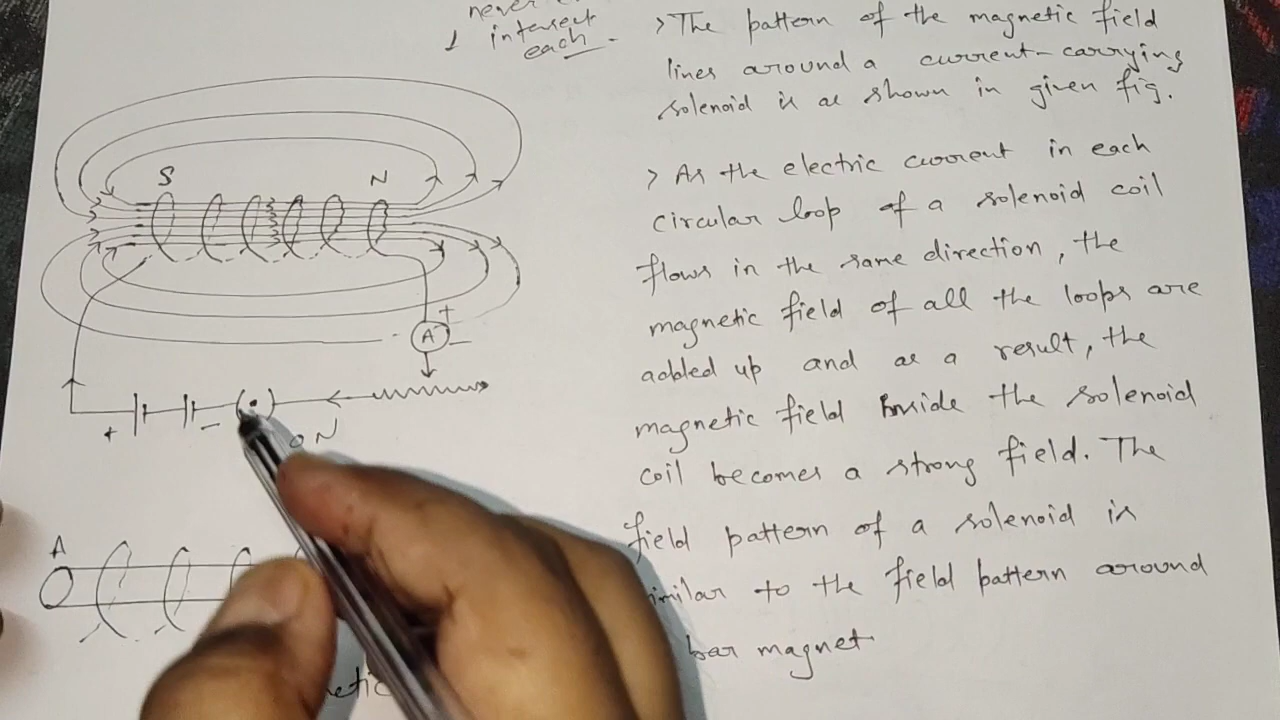 never
intersect
each
> The pattern of the magnetic field
lines around a current-carrying
solenoid is as shown in given fig.
> As the electric current in each
circular loop of a solenoid coil
flows in the same direction, the
magnetic field of all the loops are
added up and as a result, the
magnetic field inside the solenoid
coil becomes a strong field. The
field pattern of a solenoid is
imilar to the field pattern around
bar magnet
S
N
+
A
-
-
+
-
(•)
ON
A
netic